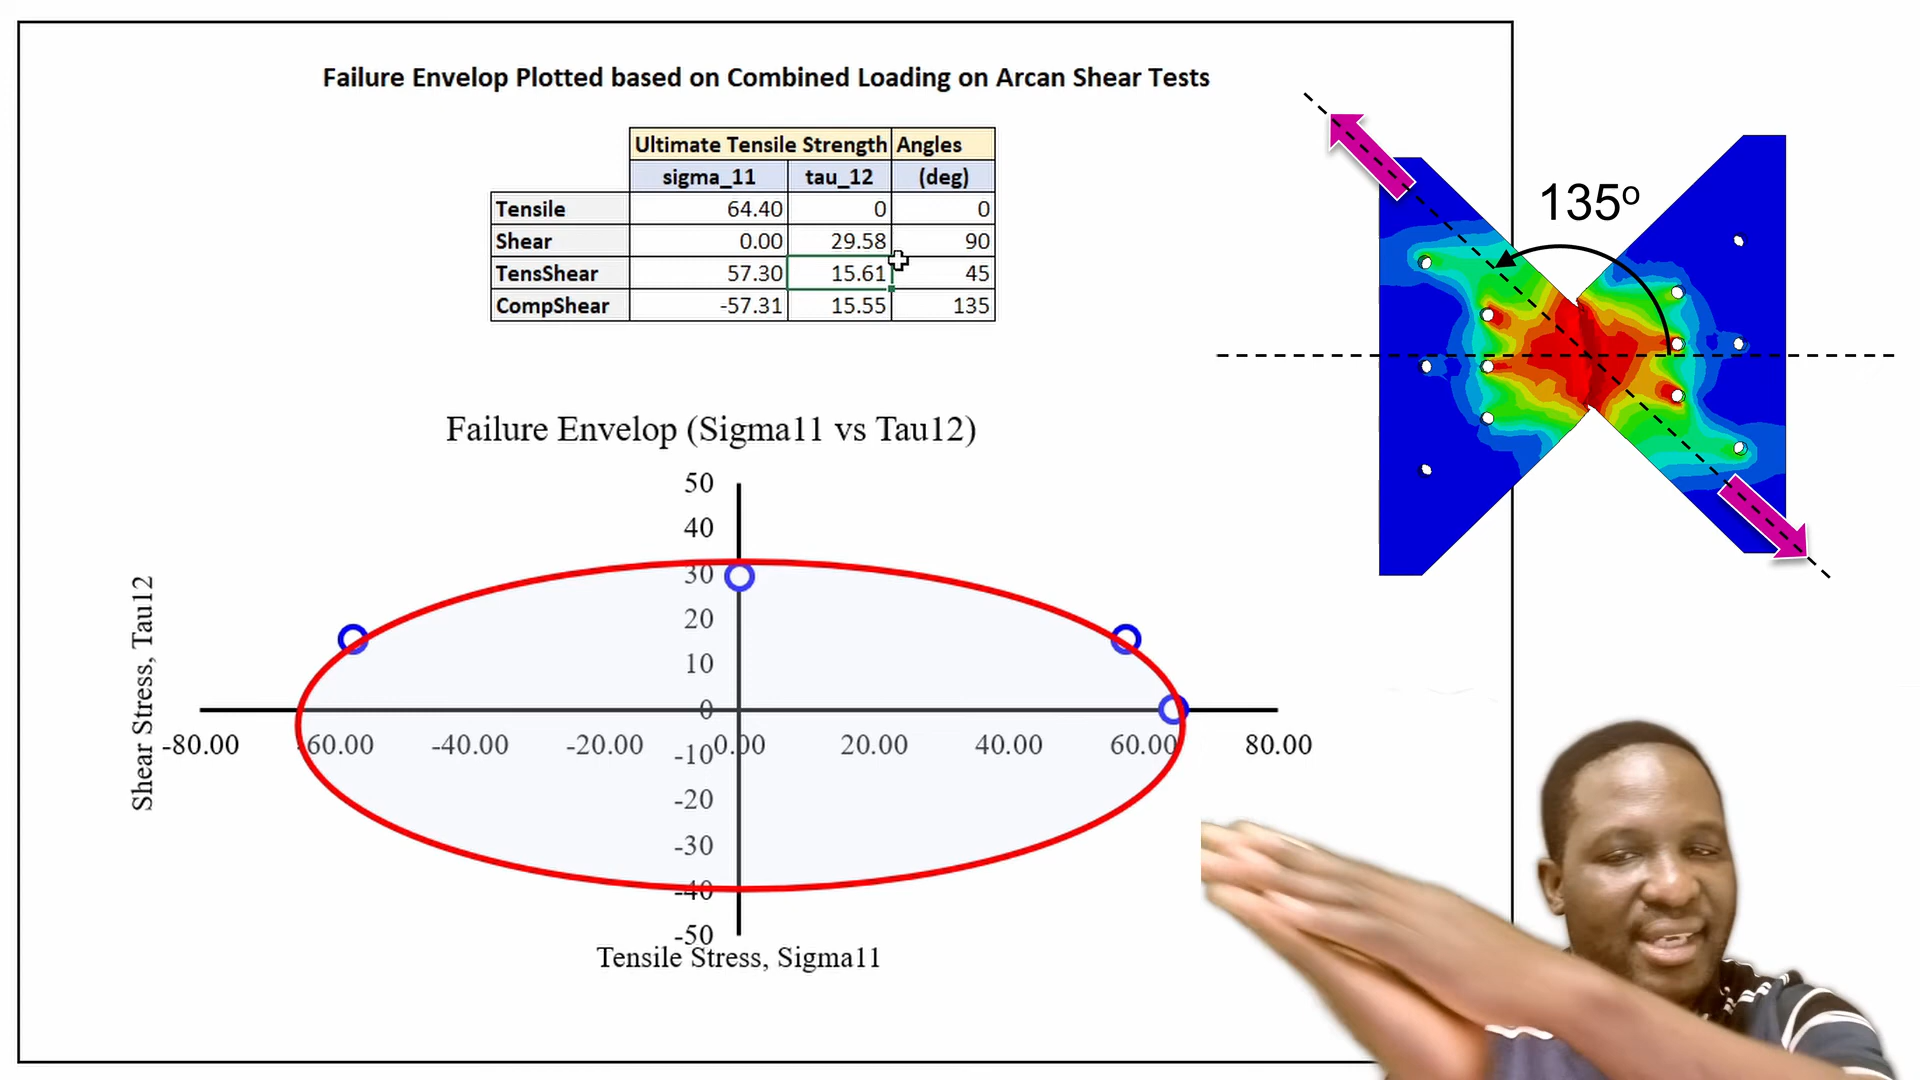 Failure Envelop Plotted based on Combined Loading on Arcan Shear Tests
Ultimate Tensile Strength Angles
sigma_11 tau_12 (deg)
Tensile 64.40 0 0
Shear 0.00 29.58 90
TensShear 57.30 15.61 45
CompShear -57.31 15.55 135
135º
Failure Envelop (Sigma11 vs Tau12)
50
40
30
20
10
0
-10
-20
-30
-40
-50
-80.00 -60.00 -40.00 -20.00 0.00 20.00 40.00 60.00 80.00
Shear Stress, Tau12
Tensile Stress, Sigma11